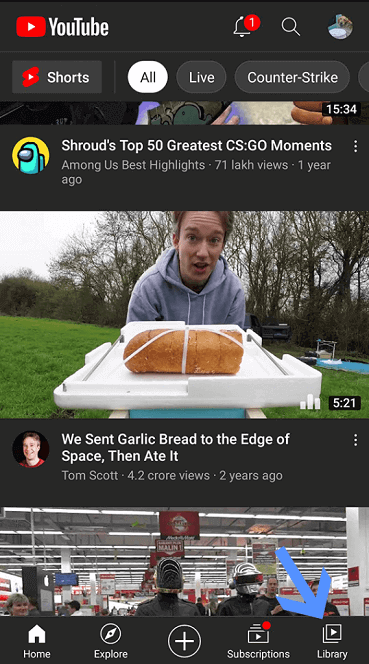 YouTube
1
Shorts
All
Live
Counter-Strike
15:34
Shroud's Top 50 Greatest CS:GO Moments
Among Us Best Highlights · 71 lakh views · 1 year
ago
5:21
We Sent Garlic Bread to the Edge of
Space, Then Ate It
Tom Scott · 4.2 crore views · 2 years ago
Home
Explore
Subscriptions
Library